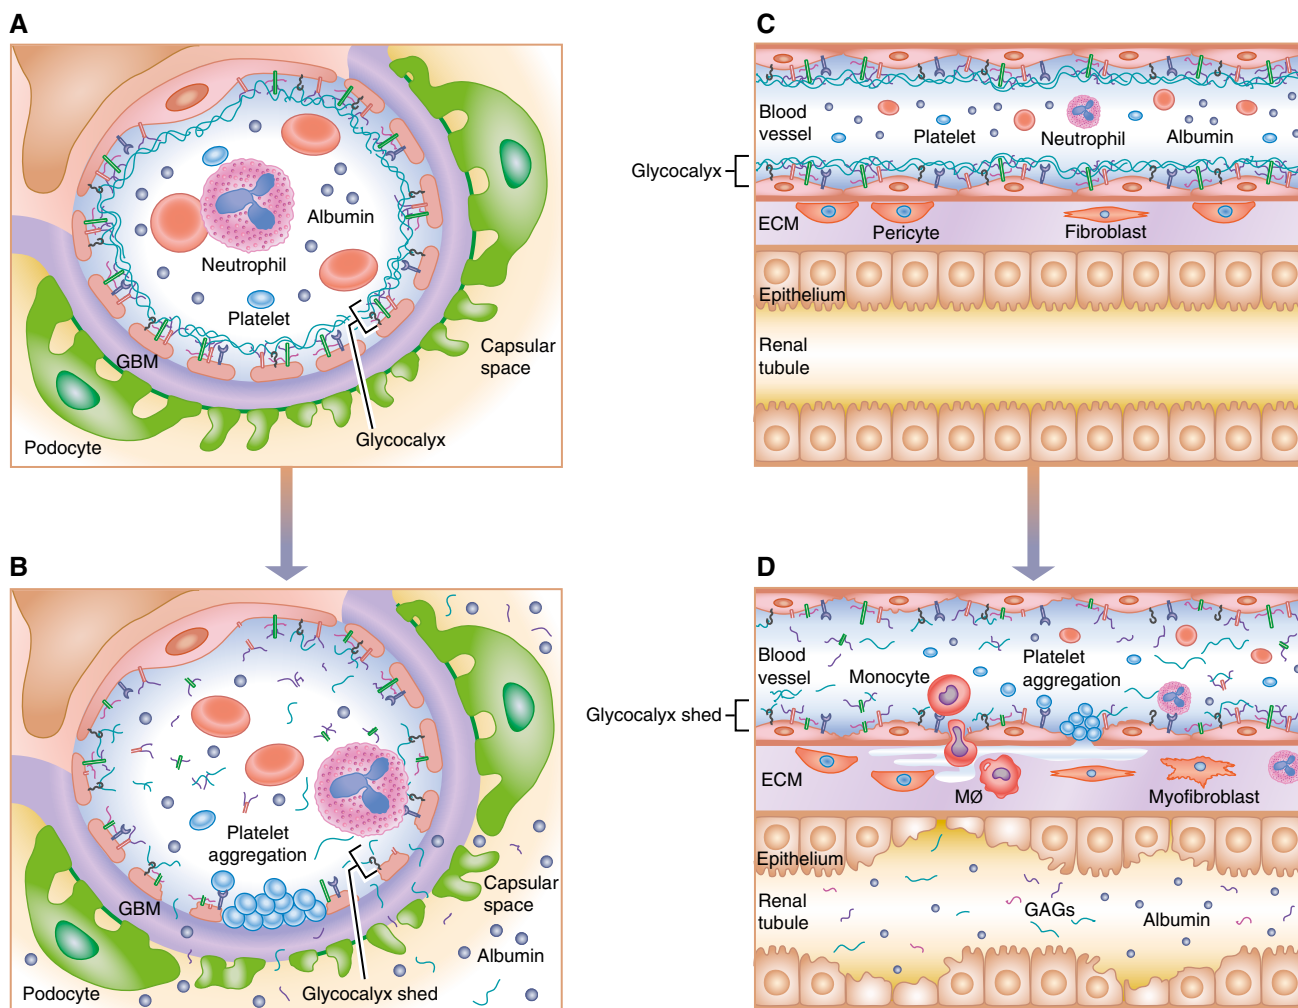 A
Albumin
Neutrophil
Platelet
GBM
Capsular
space
Glycocalyx
Podocyte
C
Blood
vessel
Platelet
Neutrophil
Albumin
Glycocalyx
ECM
Pericyte
Fibroblast
Epithelium
Renal
tubule
B
Platelet
aggregation
GBM
Capsular
space
Albumin
Podocyte
Glycocalyx shed
D
Blood
vessel
Monocyte
Platelet
aggregation
Glycocalyx shed
ECM
MØ
Myofibroblast
Epithelium
Renal
tubule
GAGs
Albumin